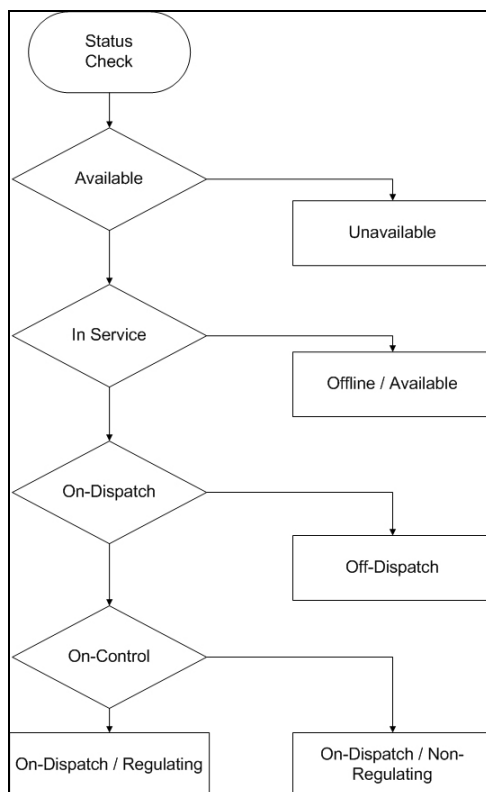 Status
Check
Available
Unavailable
In Service
Offline / Available
On-Dispatch
Off-Dispatch
On-Control
On-Dispatch / Regulating
On-Dispatch / Non-
Regulating